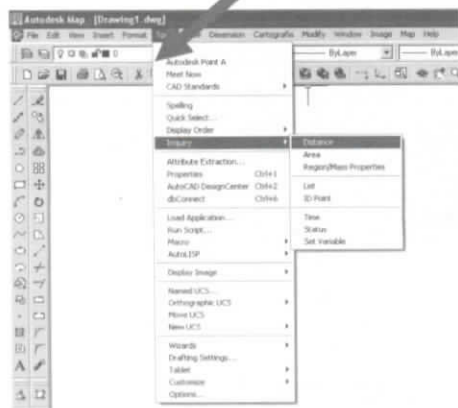 Autodesk Map - [Drawing1.dwg]
File Edit View Insert Format Dimension Cartografia Modify Window Image Map Help
0 ByLayer ByLayer
Autodesk Point A
Meet Now
CAD Standards
Spelling
Quick Select...
Display Order
Inquiry
Distance
Area
Region/Mass Properties
List
ID Point
Time
Status
Set Variable
Attribute Extraction...
Properties Ctrl+1
AutoCAD DesignCenter Ctrl+2
dbConnect Ctrl+6
Load Application...
Run Script...
Macro
AutoLISP
Display Image
Named UCS...
Orthographic UCS
Move UCS
New UCS
Wizards
Drafting Settings...
Tablet
Customize
Options...